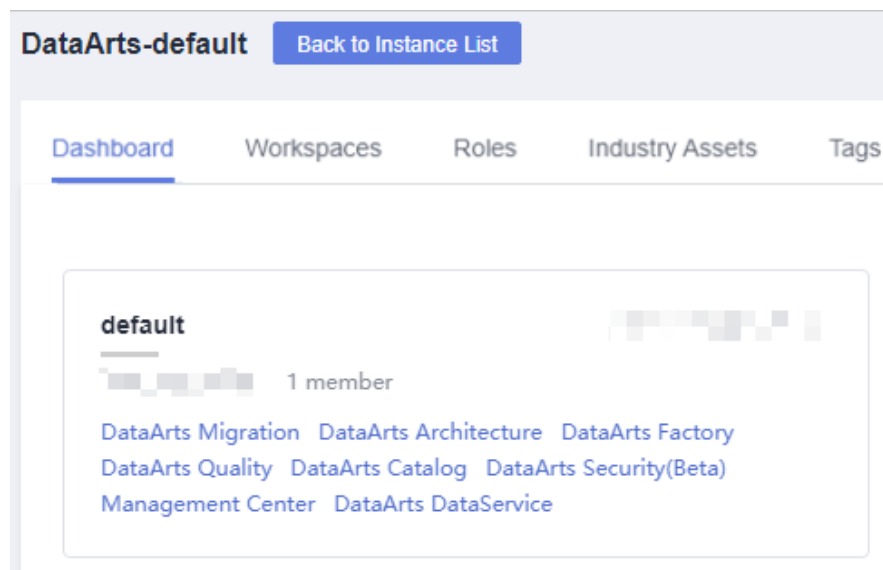 DataArts-default Back to Instance List
Dashboard Workspaces Roles Industry Assets Tags
default
1 member
DataArts Migration DataArts Architecture DataArts Factory
DataArts Quality DataArts Catalog DataArts Security(Beta)
Management Center DataArts DataService